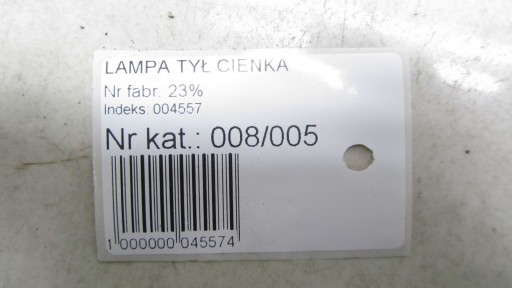 LAMPA TYŁ CIENKA
Nr fabr. 23%
Indeks: 004557
Nr kat.: 008/005
1 000000 045574